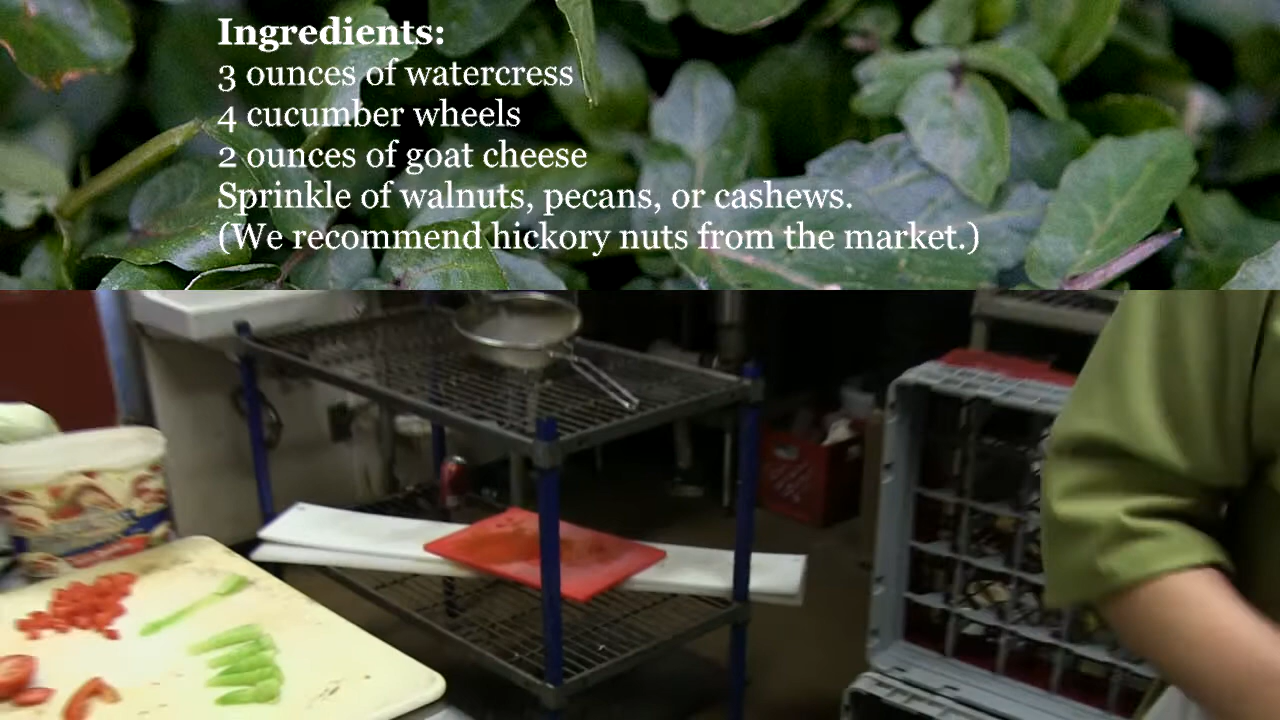 Ingredients:
3 ounces of watercress
4 cucumber wheels
2 ounces of goat cheese
Sprinkle of walnuts, pecans, or cashews.
(We recommend hickory nuts from the market.)